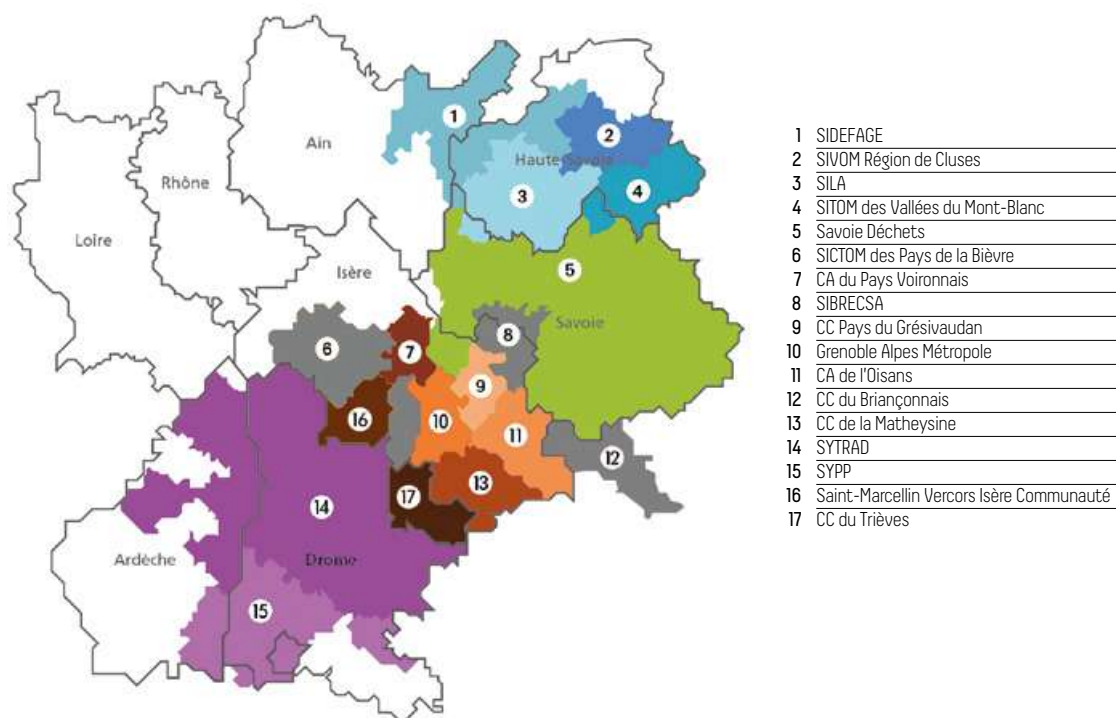 Ain
Rhône
Loire
Isère
Haute-Savoie
Savoie
Ardèche
Drome
1
2
3
4
5
6
7
8
9
10
11
12
13
14
15
16
17
1 SIDEFAGE
2 SIVOM Région de Cluses
3 SILA
4 SITOM des Vallées du Mont-Blanc
5 Savoie Déchets
6 SICTOM des Pays de la Bièvre
7 CA du Pays Voironnais
8 SIBRECSA
9 CC Pays du Grésivaudan
10 Grenoble Alpes Métropole
11 CA de l'Oisans
12 CC du Briançonnais
13 CC de la Matheysine
14 SYTRAD
15 SYPP
16 Saint-Marcellin Vercors Isère Communauté
17 CC du Trièves